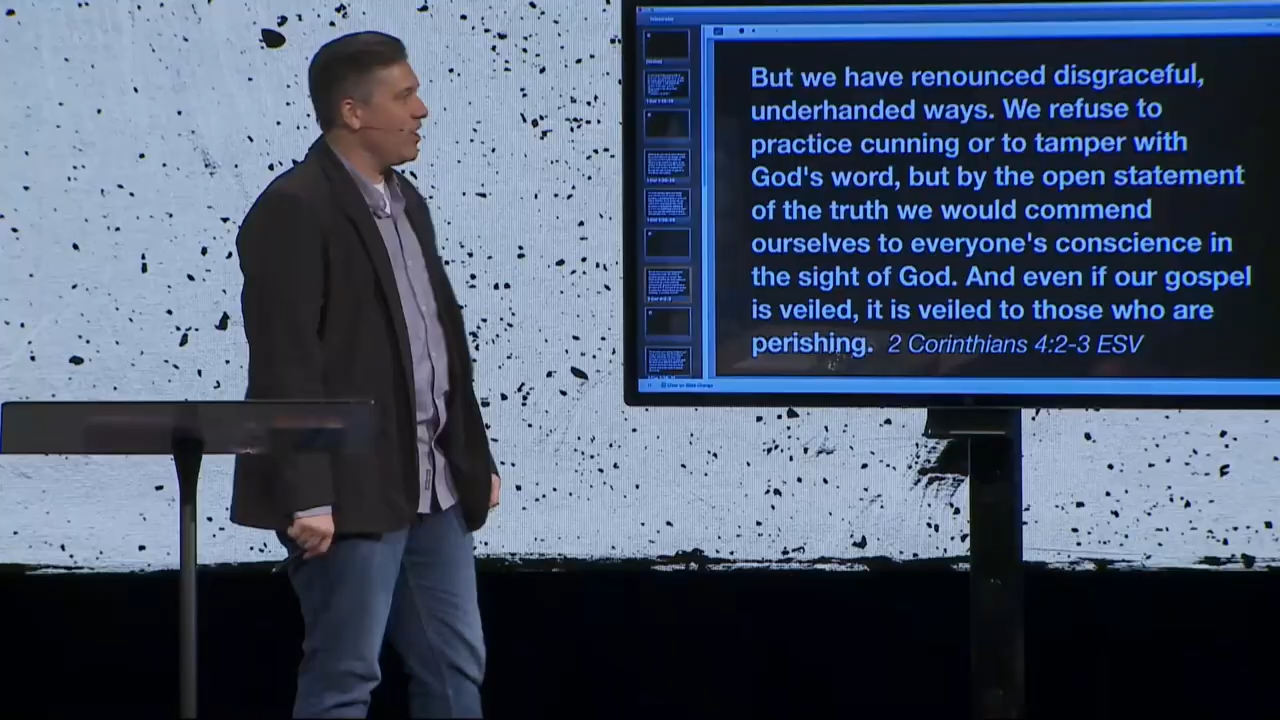 But we have renounced disgraceful,
underhanded ways. We refuse to
practice cunning or to tamper with
God's word, but by the open statement
of the truth we would commend
ourselves to everyone's conscience in
the sight of God. And even if our gospel
is veiled, it is veiled to those who are
perishing. 2 Corinthians 4:2-3 ESV